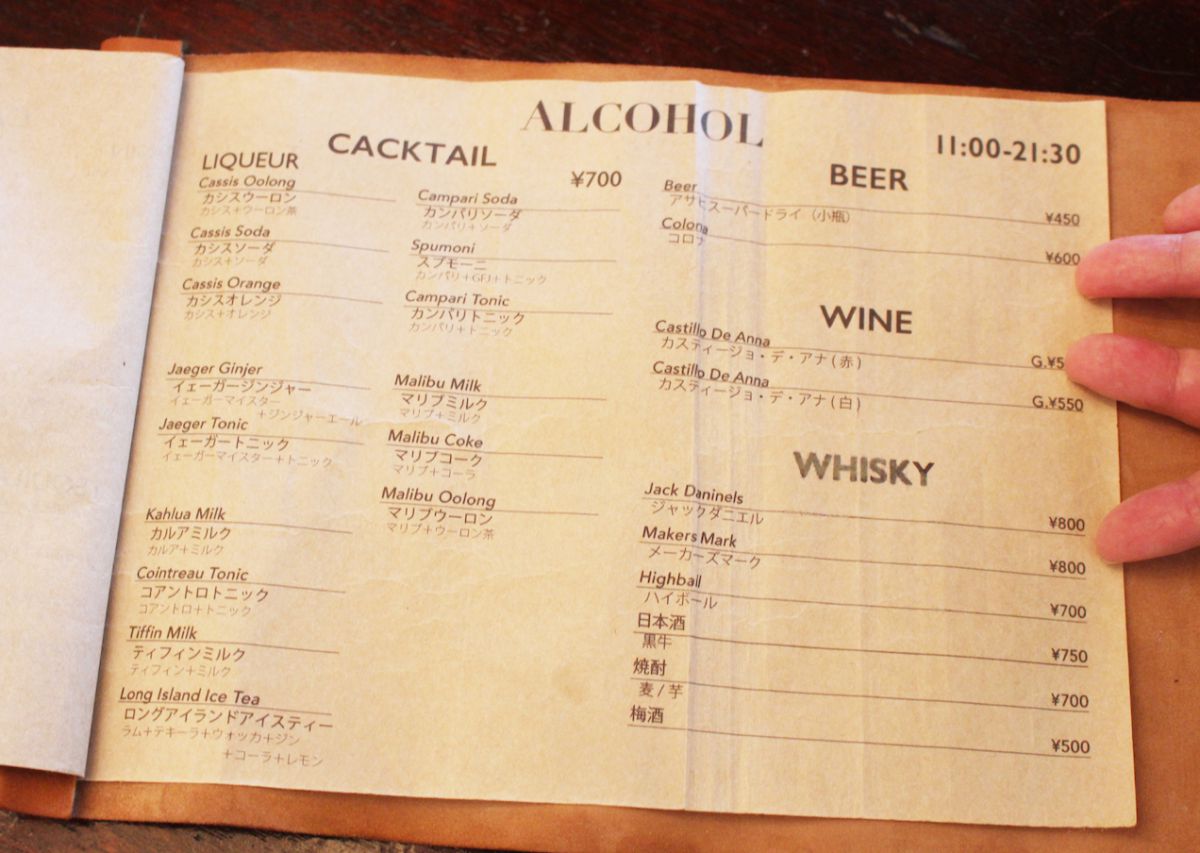 ALCOHOL
11:00-21:30
CACKTAIL
¥700
LIQUEUR
Cassis Oolong
カシスウーロン
カシス+ウーロン茶
Cassis Soda
カシスソーダ
カシス+ソーダ
Cassis Orange
カシスオレンジ
カシス+オレンジ
Jaeger Ginjer
イェーガージンジャー
イェーガーマイスター
+ジンジャーエール
Jaeger Tonic
イェーガートニック
イェーガーマイスター+トニック
Kahlua Milk
カルアミルク
カルア+ミルク
Cointreau Tonic
コアントロトニック
コアントロ+トニック
Tiffin Milk
ティフィンミルク
ティフィン+ミルク
Long Island Ice Tea
ロングアイランドアイスティー
ラム+テキーラ+ウォッカ+ジン
+コーラ+レモン
Campari Soda
カンパリソーダ
カンパリ+ソーダ
Spumoni
スプモーニ
カンパリ+GFJ+トニック
Campari Tonic
カンパリトニック
カンパリ+トニック
Malibu Milk
マリブミルク
マリブ+ミルク
Malibu Coke
マリブコーク
マリブ+コーラ
Malibu Oolong
マリブウーロン
マリブ+ウーロン茶
BEER
Beer
アサヒスーパードライ(小瓶)
¥450
Colona
コロナ
¥600
WINE
Castillo De Anna
カスティージョ・デ・アナ(赤)
Castillo De Anna
カスティージョ・デ・アナ(白)
G.¥550
WHISKY
Jack Daninels
ジャックダニエル
¥800
Makers Mark
メーカーズマーク
¥800
Highball
ハイボール
¥700
日本酒
黒牛
¥750
焼酎
麦/芋
¥700
梅酒
¥500